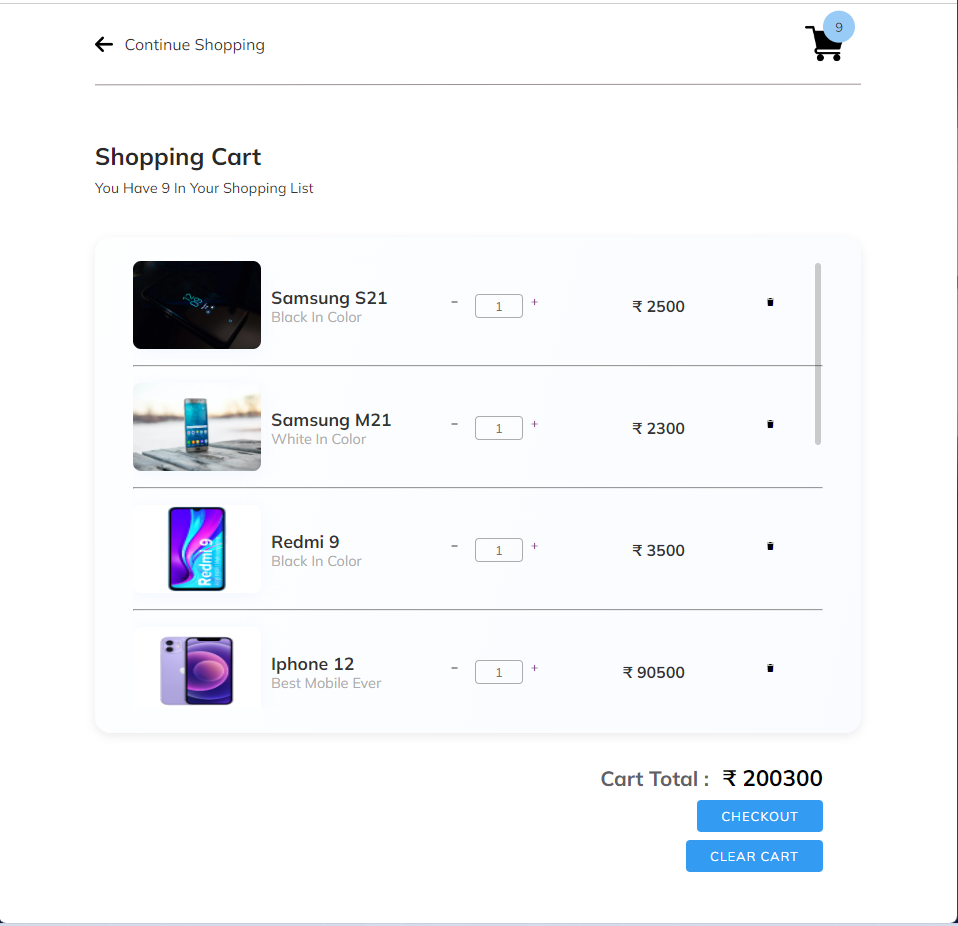 Continue Shopping
9
Shopping Cart
You Have 9 In Your Shopping List
Samsung S21
Black In Color
- 1 +
₹ 2500
Samsung M21
White In Color
- 1 +
₹ 2300
Redmi 9
Redmi 9
Black In Color
- 1 +
₹ 3500
Iphone 12
Best Mobile Ever
- 1 +
₹ 90500
Cart Total : ₹ 200300
CHECKOUT
CLEAR CART